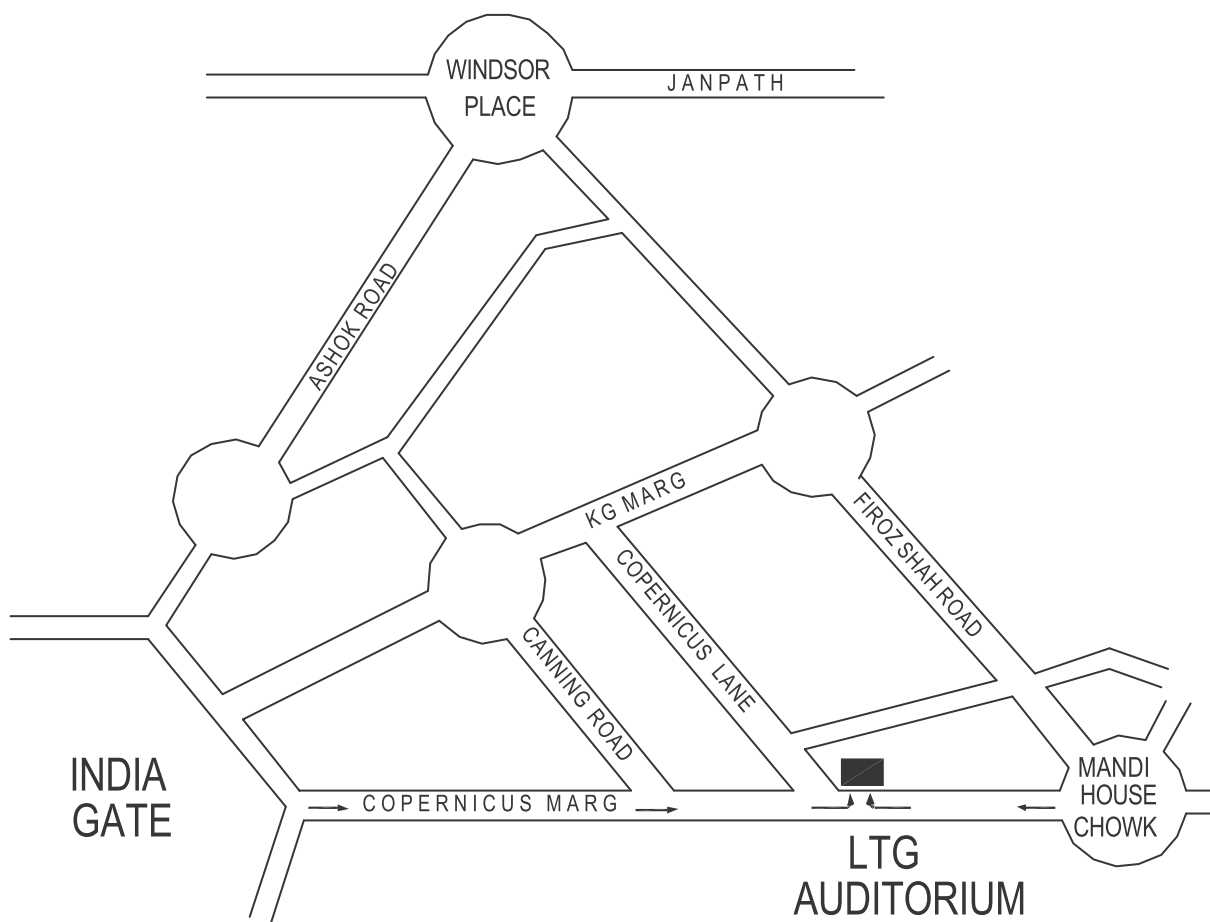 WINDSOR
PLACE
JANPATH
ASHOK ROAD
KG MARG
FIROZ SHAH ROAD
COPERNICUS LANE
CANNING ROAD
INDIA
GATE
COPERNICUS MARG
MANDI
HOUSE
CHOWK
LTG
AUDITORIUM